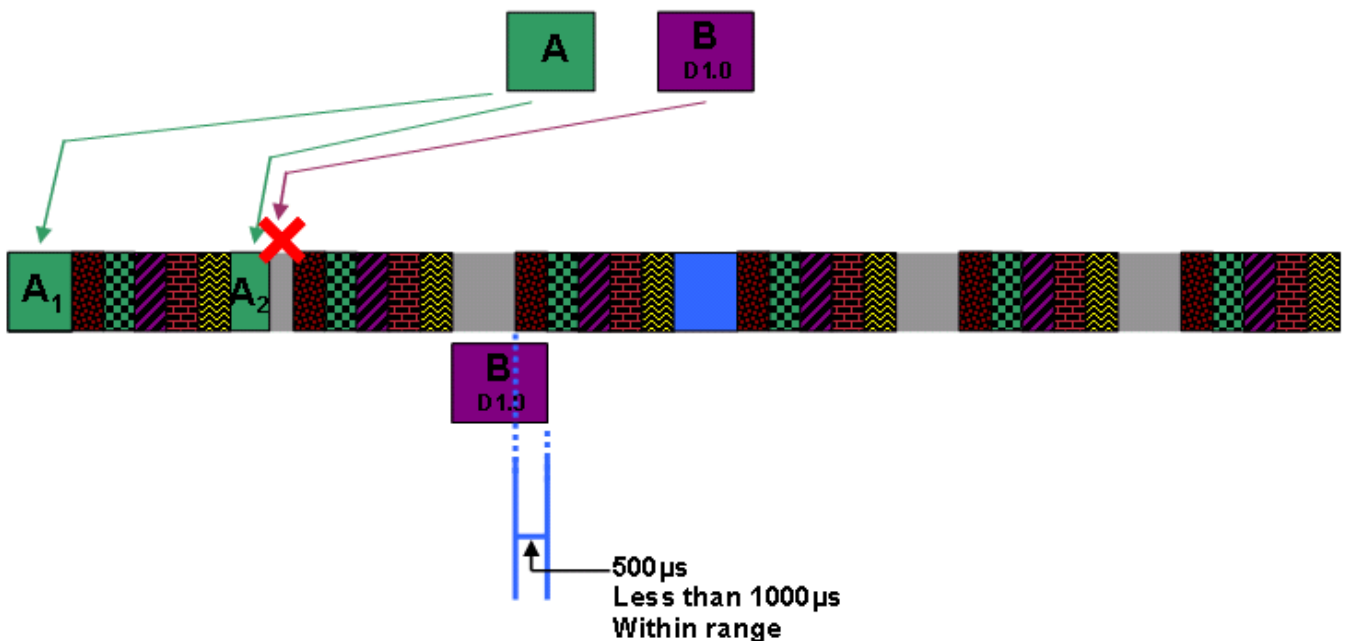 A
B
D1.0
A₁
A₂
B
D1.0
500µs
Less than 1000µs
Within range